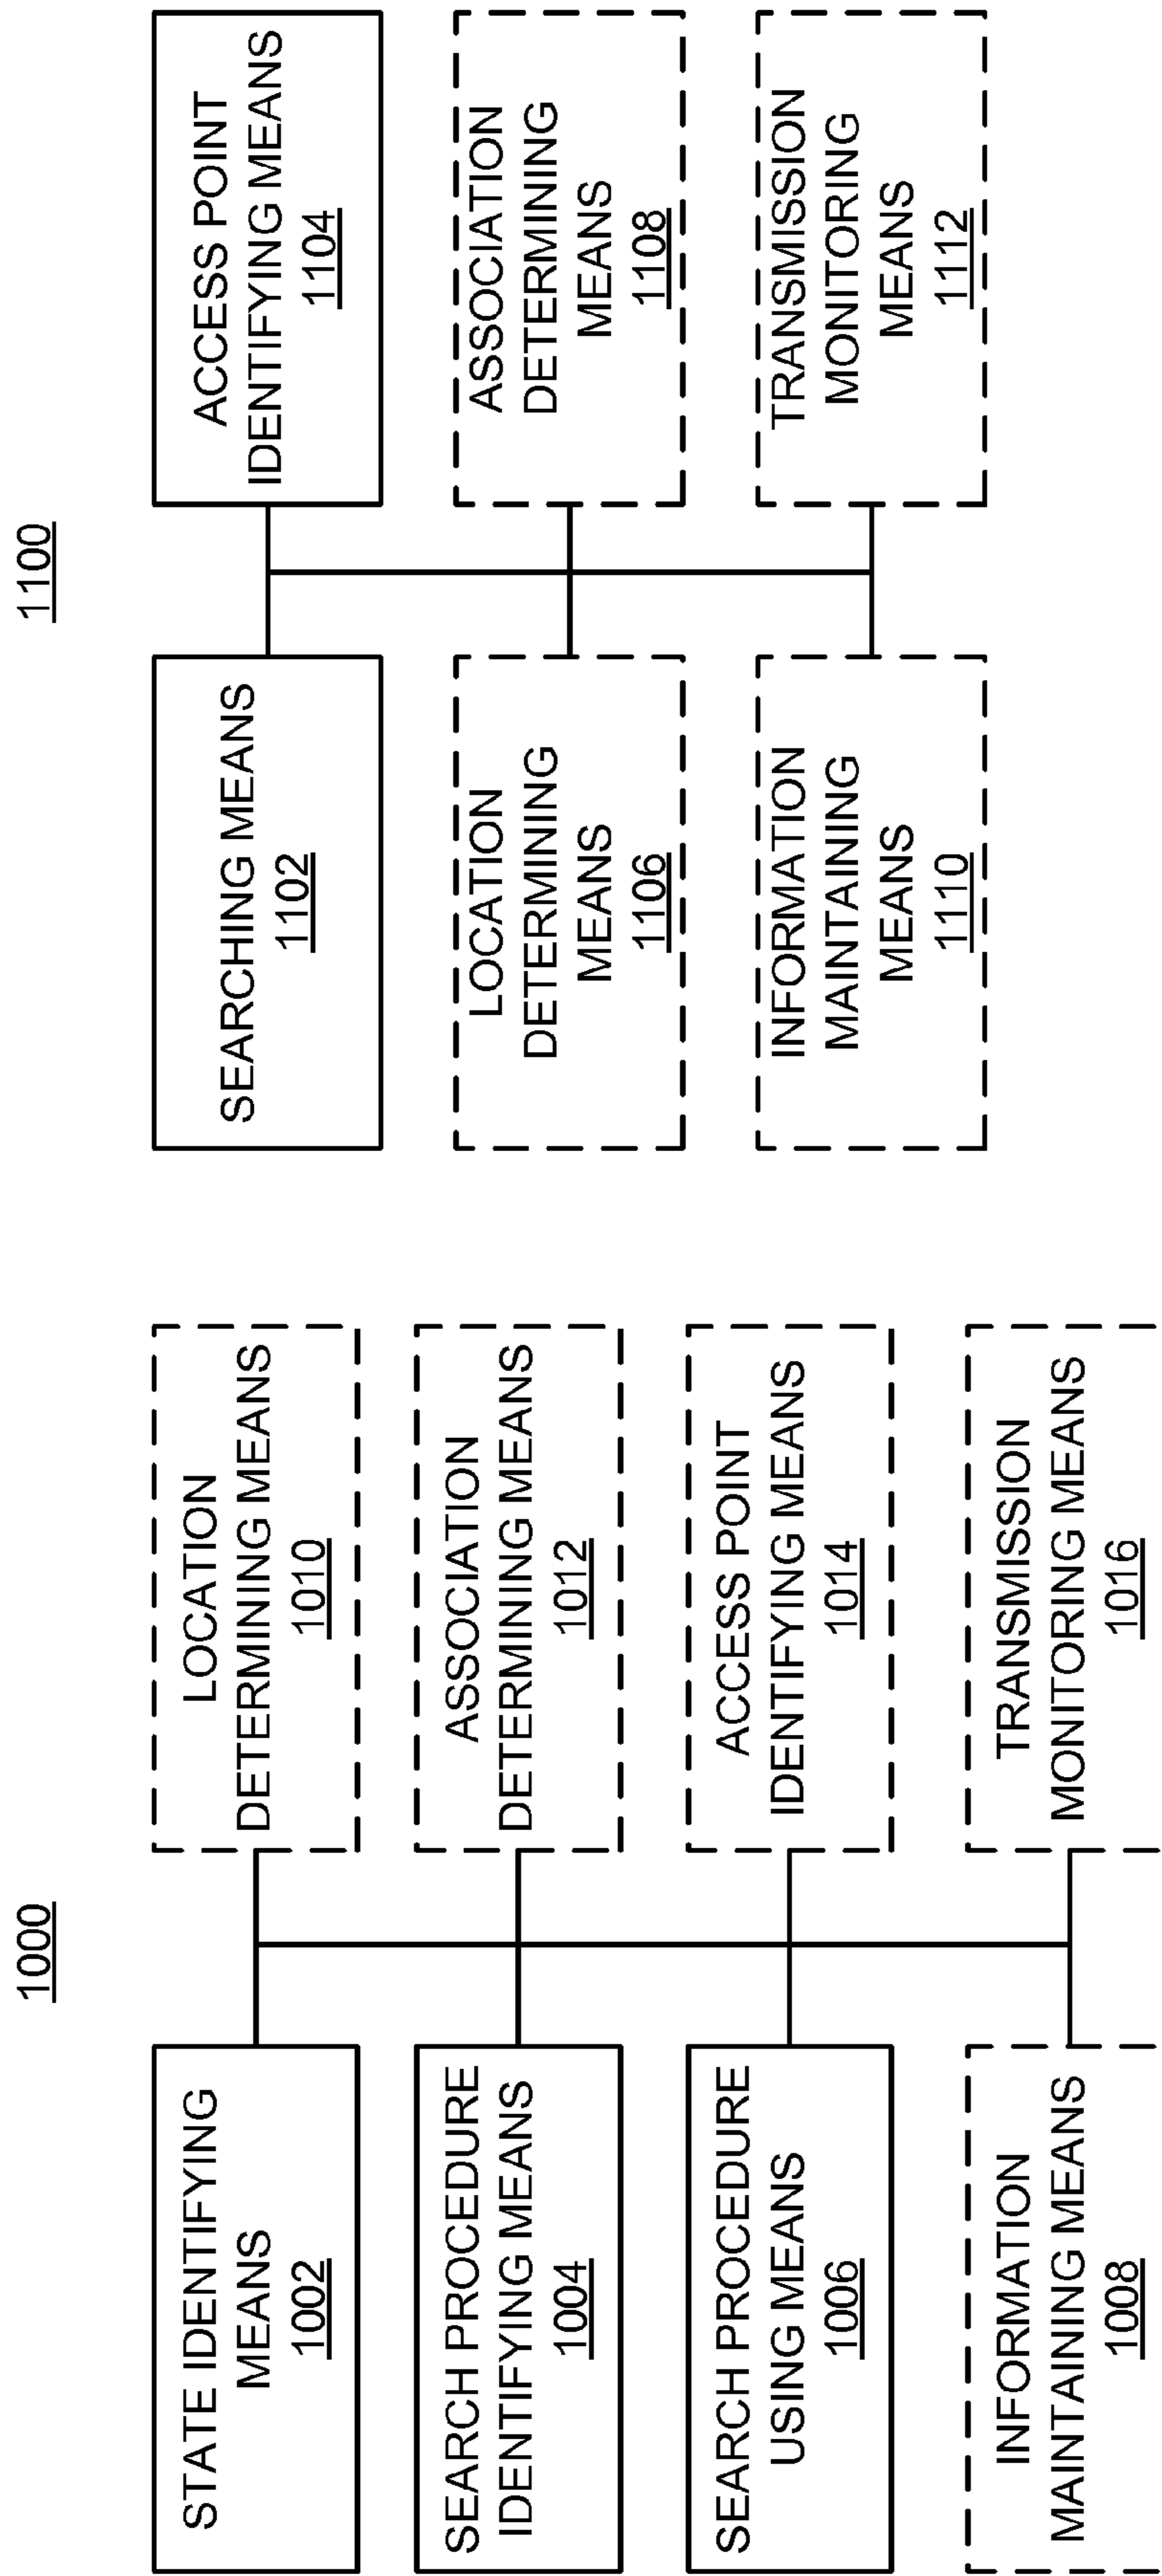 1000
STATE IDENTIFYING
MEANS
1002
LOCATION
DETERMINING MEANS
1010
SEARCH PROCEDURE
IDENTIFYING MEANS
1004
ASSOCIATION
DETERMINING MEANS
1012
SEARCH PROCEDURE
USING MEANS
1006
ACCESS POINT
IDENTIFYING MEANS
1014
INFORMATION
MAINTAINING MEANS
1008
TRANSMISSION
MONITORING MEANS
1016
1100
SEARCHING MEANS
1102
ACCESS POINT
IDENTIFYING MEANS
1104
LOCATION
DETERMINING
MEANS
1106
ASSOCIATION
DETERMINING
MEANS
1108
INFORMATION
MAINTAINING
MEANS
1110
TRANSMISSION
MONITORING
MEANS
1112